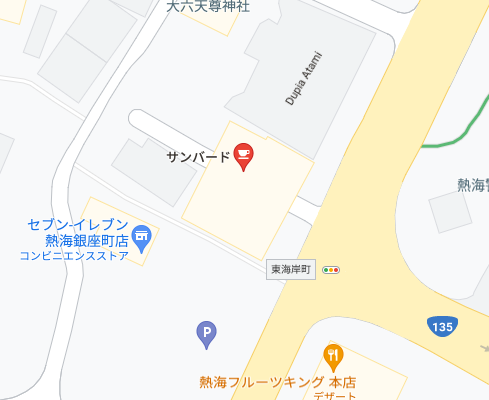 大六天尊神社
Dupia Atami
サンバード
熱海警
セブン-イレブン
熱海銀座町店
コンビニエンスストア
東海岸町
135
P
熱海フルーツキング 本店
デザート